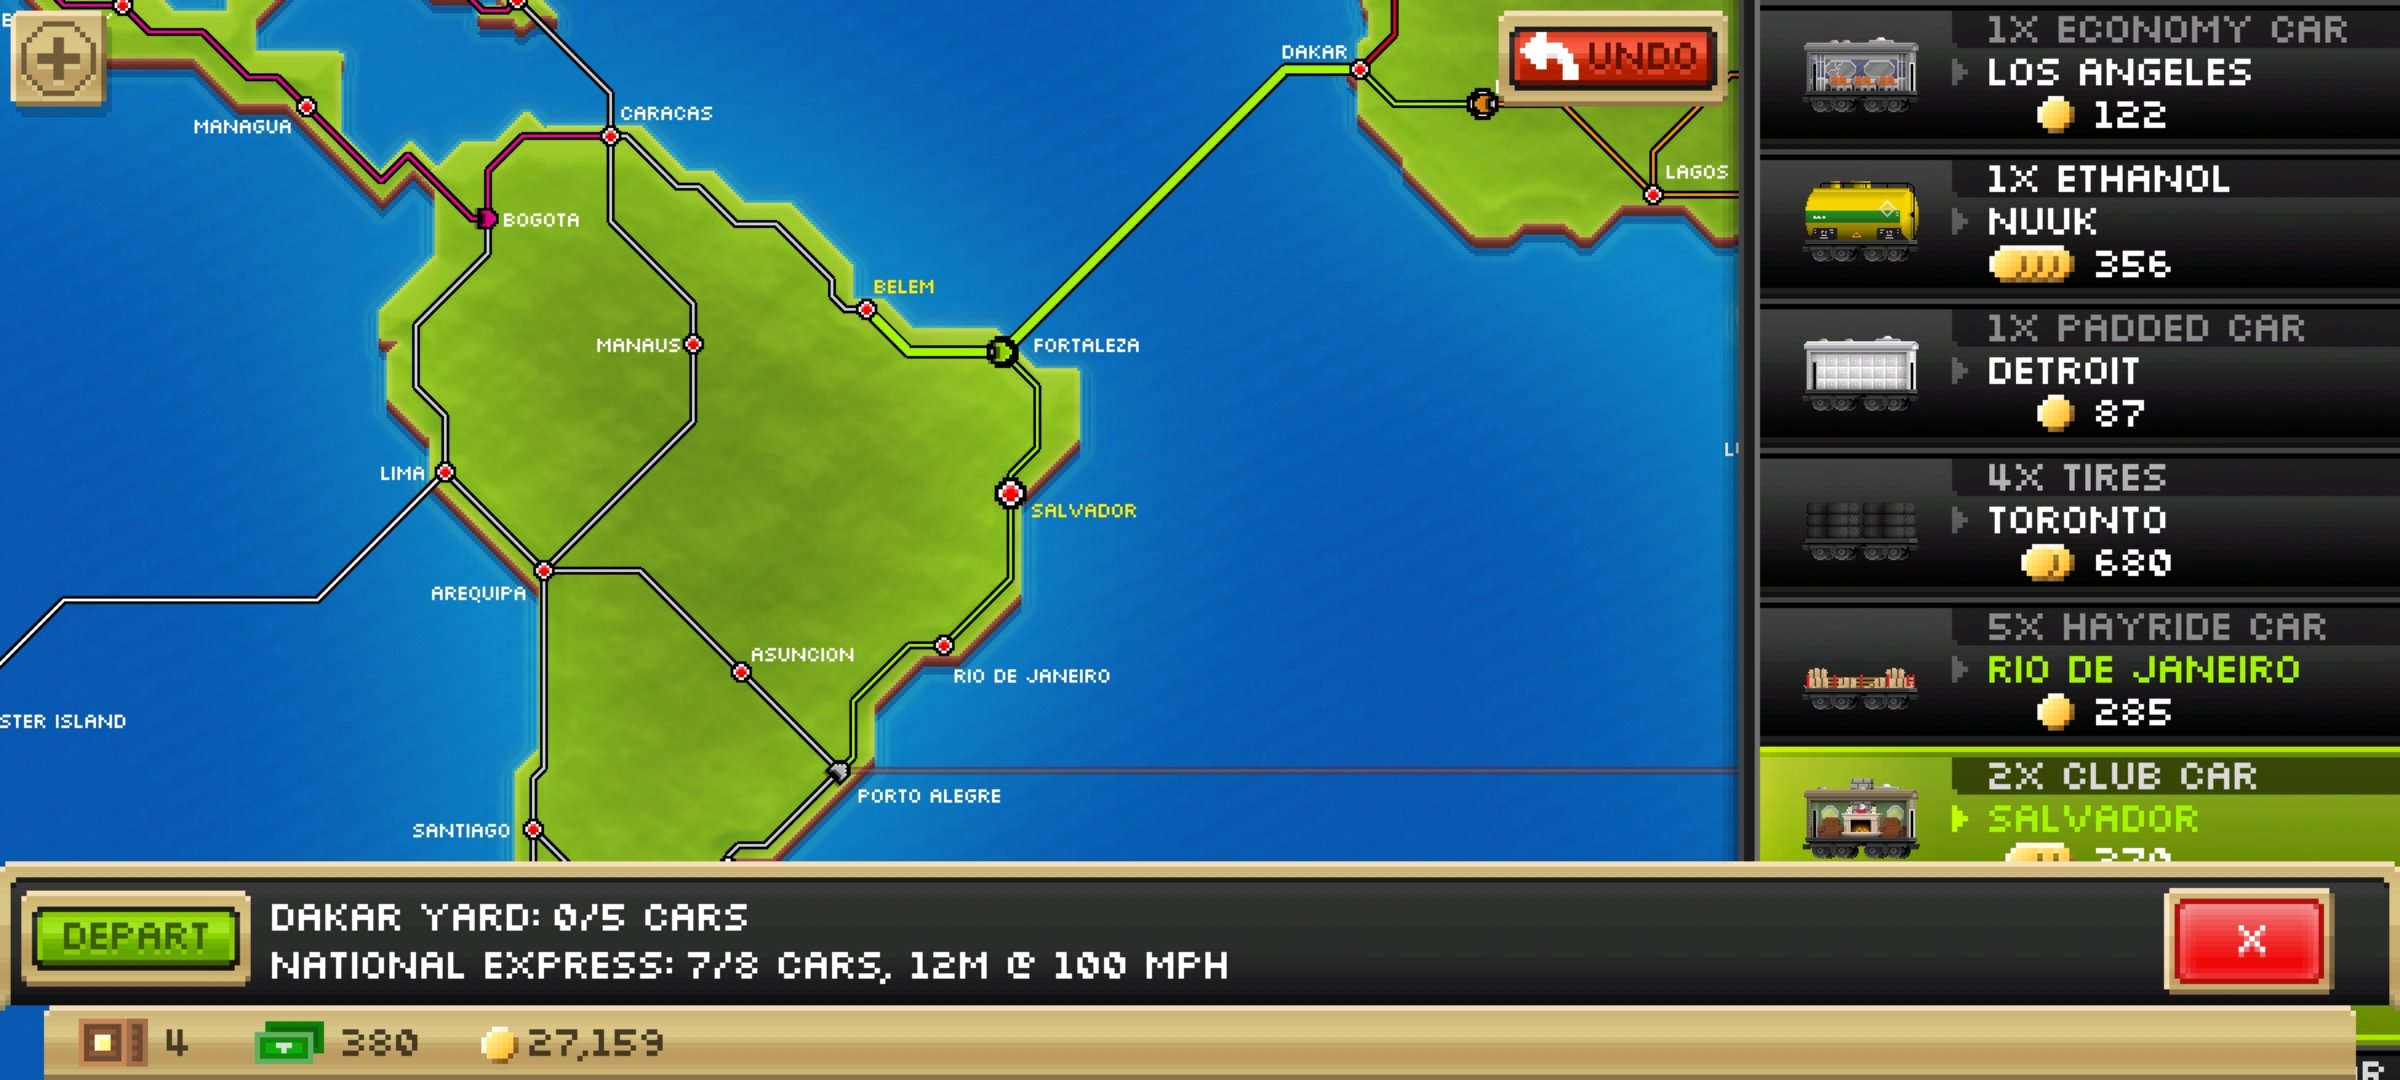 DAKAR
UNDO
CARACAS
MANAGUA
LAGOS
BOGOTA
BELEM
MANAUS
FORTALEZA
LIMA
SALVADOR
AREQUIPA
ASUNCION
RIO DE JANEIRO
STER ISLAND
PORTO ALEGRE
SANTIAGO
1X ECONOMY CAR
LOS ANGELES
122
1X ETHANOL
NUUK
356
1X PADDED CAR
DETROIT
87
4X TIRES
TORONTO
680
5X HAYRIDE CAR
RIO DE JANEIRO
285
2X CLUB CAR
SALVADOR
DEPART
DAKAR YARD: 0/5 CARS
NATIONAL EXPRESS: 7/8 CARS, 12M @ 100 MPH
X
4
380
27,159